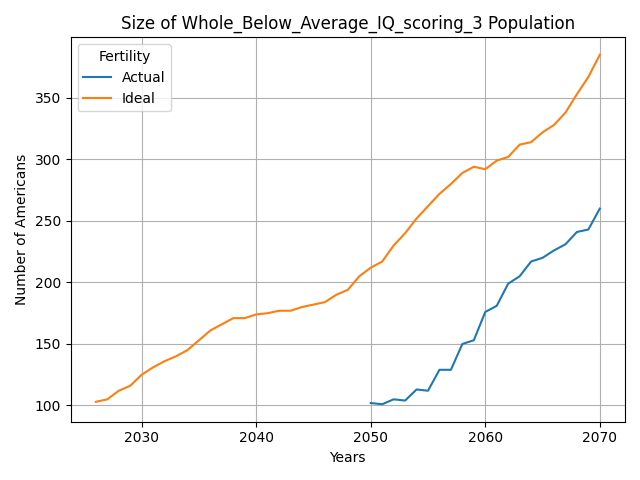 Size of Whole_Below_Average_IQ_scoring_3 Population
Fertility
Actual
Ideal
Number of Americans
350
300
250
200
150
100
2030 2040 2050 2060 2070
Years